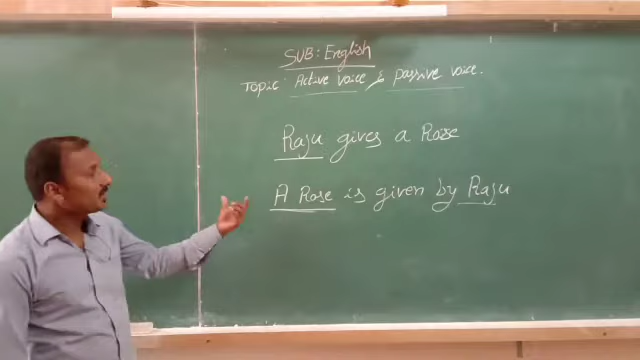 SUB: English
Topic: Active voice & passive voice.
Raju gives a Rose
A Rose is given by Raju